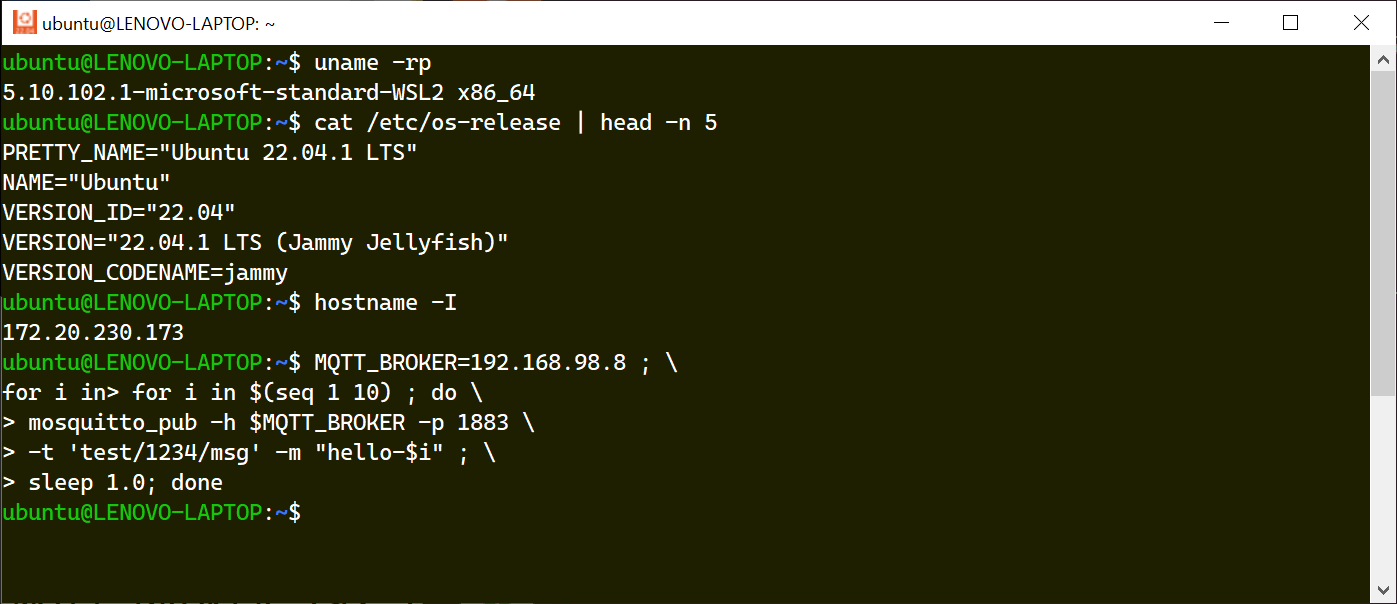 ubuntu@LENOVO-LAPTOP: ~
ubuntu@LENOVO-LAPTOP:~$ uname -rp
5.10.102.1-microsoft-standard-WSL2 x86_64
ubuntu@LENOVO-LAPTOP:~$ cat /etc/os-release | head -n 5
PRETTY_NAME="Ubuntu 22.04.1 LTS"
NAME="Ubuntu"
VERSION_ID="22.04"
VERSION="22.04.1 LTS (Jammy Jellyfish)"
VERSION_CODENAME=jammy
ubuntu@LENOVO-LAPTOP:~$ hostname -I
172.20.230.173
ubuntu@LENOVO-LAPTOP:~$ MQTT_BROKER=192.168.98.8 ; \
for i in> for i in $(seq 1 10) ; do \
> mosquitto_pub -h $MQTT_BROKER -p 1883 \
> -t 'test/1234/msg' -m "hello-$i" ; \
> sleep 1.0; done
ubuntu@LENOVO-LAPTOP:~$